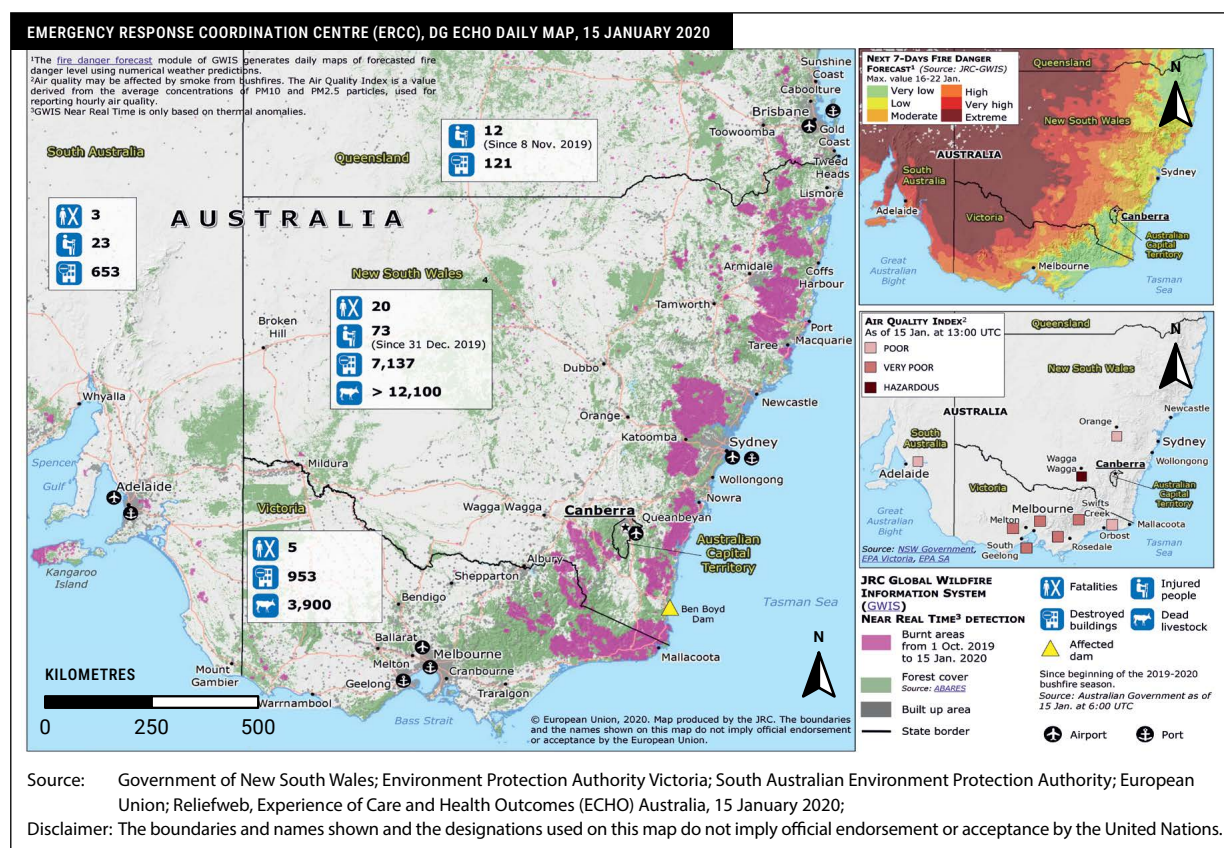 EMERGENCY RESPONSE COORDINATION CENTRE (ERCC), DG ECHO DAILY MAP, 15 JANUARY 2020
¹The fire danger forecast module of GWIS generates daily maps of forecasted fire
danger level using numerical weather predictions.
²Air quality may be affected by smoke from bushfires. The Air Quality Index is a value
derived from the average concentrations of PM10 and PM2.5 particles, used for
reporting hourly air quality.
³GWIS Near Real Time is only based on thermal anomalies.
Sunshine
Coast
Caboolture
Brisbane
Toowoomba
Gold
Coast
Tweed
Heads
Lismore
South Australia
Queensland
12
(Since 8 Nov. 2019)
121
3
23
653
AUSTRALIA
New South Wales
4
20
73
(Since 31 Dec. 2019)
7,137
> 12,100
Armidale
Coffs
Harbour
Tamworth
Port
Macquarie
Taree
Broken
Hill
Dubbo
Whyalla
Orange
Newcastle
Katoomba
Sydney
Wollongong
Spencer
Gulf
Adelaide
Mildura
Nowra
Victoria
Wagga Wagga
Canberra
Queanbeyan
Australian
Capital
Territory
Kangaroo
Island
5
953
3,900
Albury
Shepparton
Bendigo
Tasman Sea
Ben Boyd
Dam
Ballarat
Melbourne
Melton
Cranbourne
Mallacoota
Geelong
Traralgon
Mount
Gambier
Warrnambool
Bass Strait
N
KILOMETRES
0 250 500
© European Union, 2020. Map produced by the JRC. The boundaries
and the names shown on this map do not imply official endorsement
or acceptance by the European Union.
NEXT 7-DAYS FIRE DANGER
FORECAST¹ (Source: JRC-GWIS)
Max. value 16-22 Jan.
Very low
Low
Moderate
High
Very high
Extreme
Queensland
N
New South Wales
AUSTRALIA
South
Australia
Sydney
Adelaide
Victoria
Canberra
Australian
Capital
Territory
Great
Australian
Bight
Melbourne
Tasman
Sea
AIR QUALITY INDEX²
As of 15 Jan. at 13:00 UTC
POOR
VERY POOR
HAZARDOUS
Queensland
N
New South Wales
AUSTRALIA
Newcastle
Orange
South
Australia
Sydney
Wagga
Wagga
Canberra
Wollongong
Adelaide
Victoria
Australian
Capital
Territory
Melbourne
Swifts
Creek
Great
Australian
Bight
Melton
Mallacoota
South
Geelong
Rosedale
Orbost
Tasman
Sea
Source: NSW Government,
EPA Victoria, EPA SA
JRC GLOBAL WILDFIRE
INFORMATION SYSTEM
(GWIS)
NEAR REAL TIME³ DETECTION
Burnt areas
from 1 Oct. 2019
to 15 Jan. 2020
Forest cover
Source: ABARES
Built up area
State border
Fatalities
Injured
people
Destroyed
buildings
Dead
livestock
Affected
dam
Since beginning of the 2019-2020
bushfire season.
Source: Australian Government as of
15 Jan. at 6:00 UTC
Airport
Port
Source: Government of New South Wales; Environment Protection Authority Victoria; South Australian Environment Protection Authority; European
Union; Reliefweb, Experience of Care and Health Outcomes (ECHO) Australia, 15 January 2020;
Disclaimer: The boundaries and names shown and the designations used on this map do not imply official endorsement or acceptance by the United Nations.